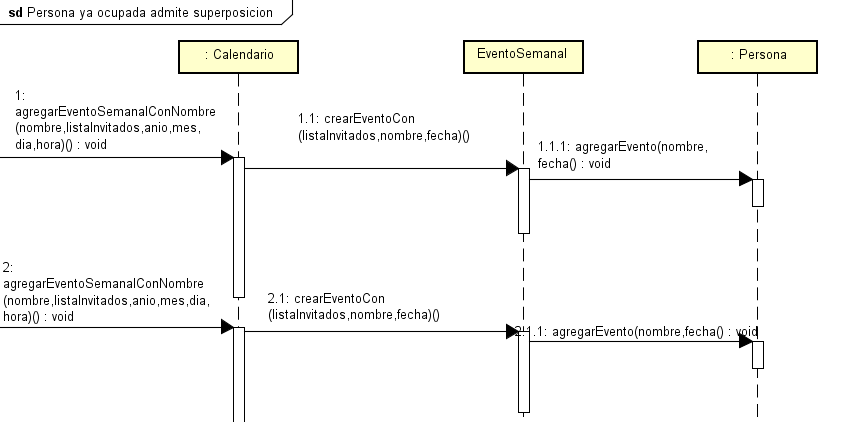 sd Persona ya ocupada admite superposicion
: Calendario
EventoSemanal
: Persona
1:
agregarEventoSemanalConNombre
(nombre,listaInvitados,anio,mes,
dia,hora)() : void
1.1: crearEventoCon
(listaInvitados,nombre,fecha)()
1.1.1: agregarEvento(nombre,
fecha() : void
2:
agregarEventoSemanalConNombre
(nombre,listaInvitados,anio,mes,dia,
hora)() : void
2.1: crearEventoCon
(listaInvitados,nombre,fecha)()
2.1.1: agregarEvento(nombre,fecha() : void